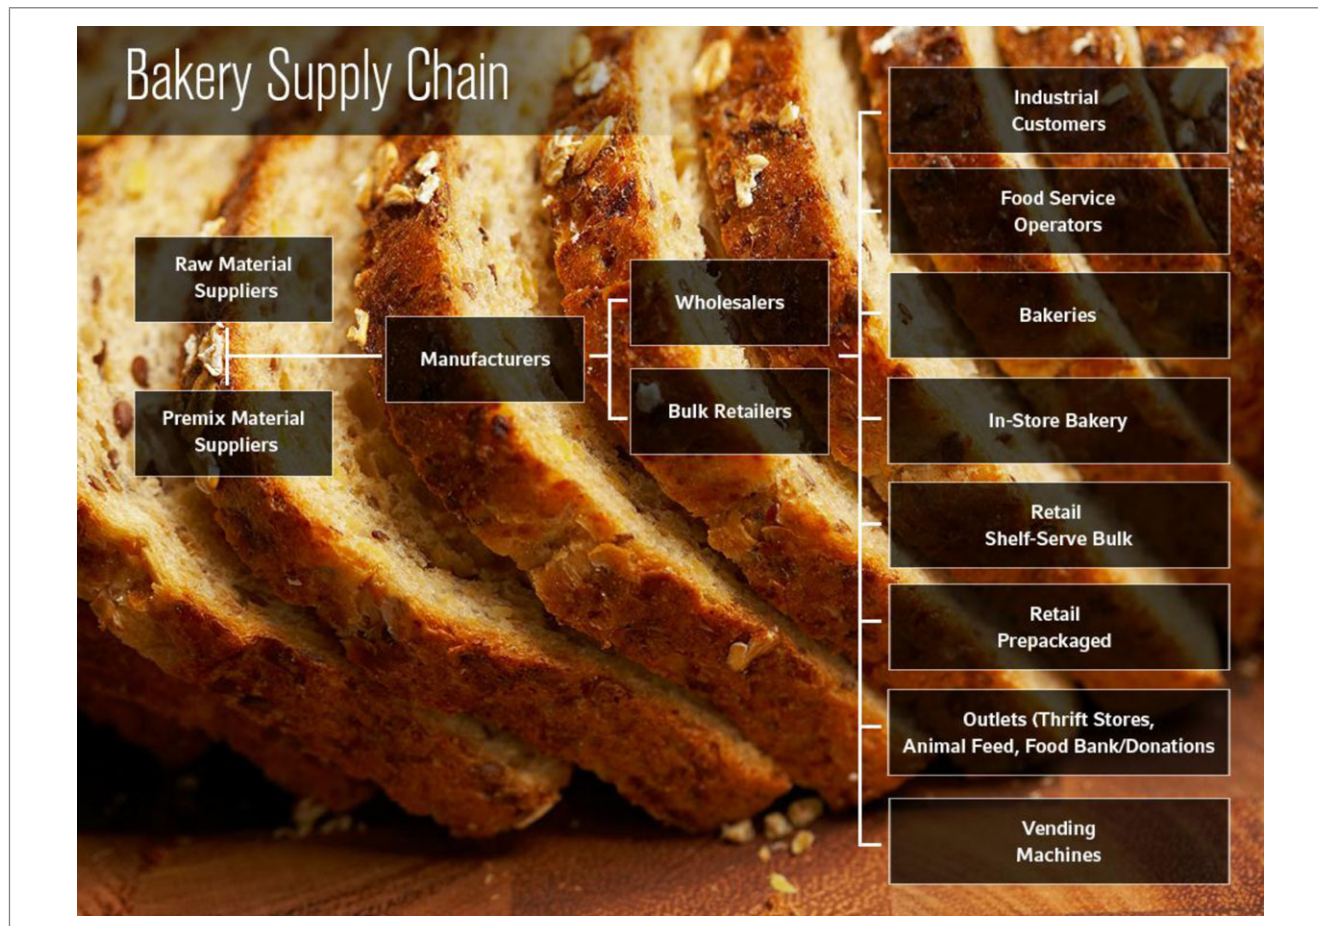 Bakery Supply Chain
Raw Material
Suppliers
Premix Material
Suppliers
Manufacturers
Wholesalers
Bulk Retailers
Industrial
Customers
Food Service
Operators
Bakeries
In-Store Bakery
Retail
Shelf-Serve Bulk
Retail
Prepackaged
Outlets (Thrift Stores,
Animal Feed, Food Bank/Donations
Vending
Machines